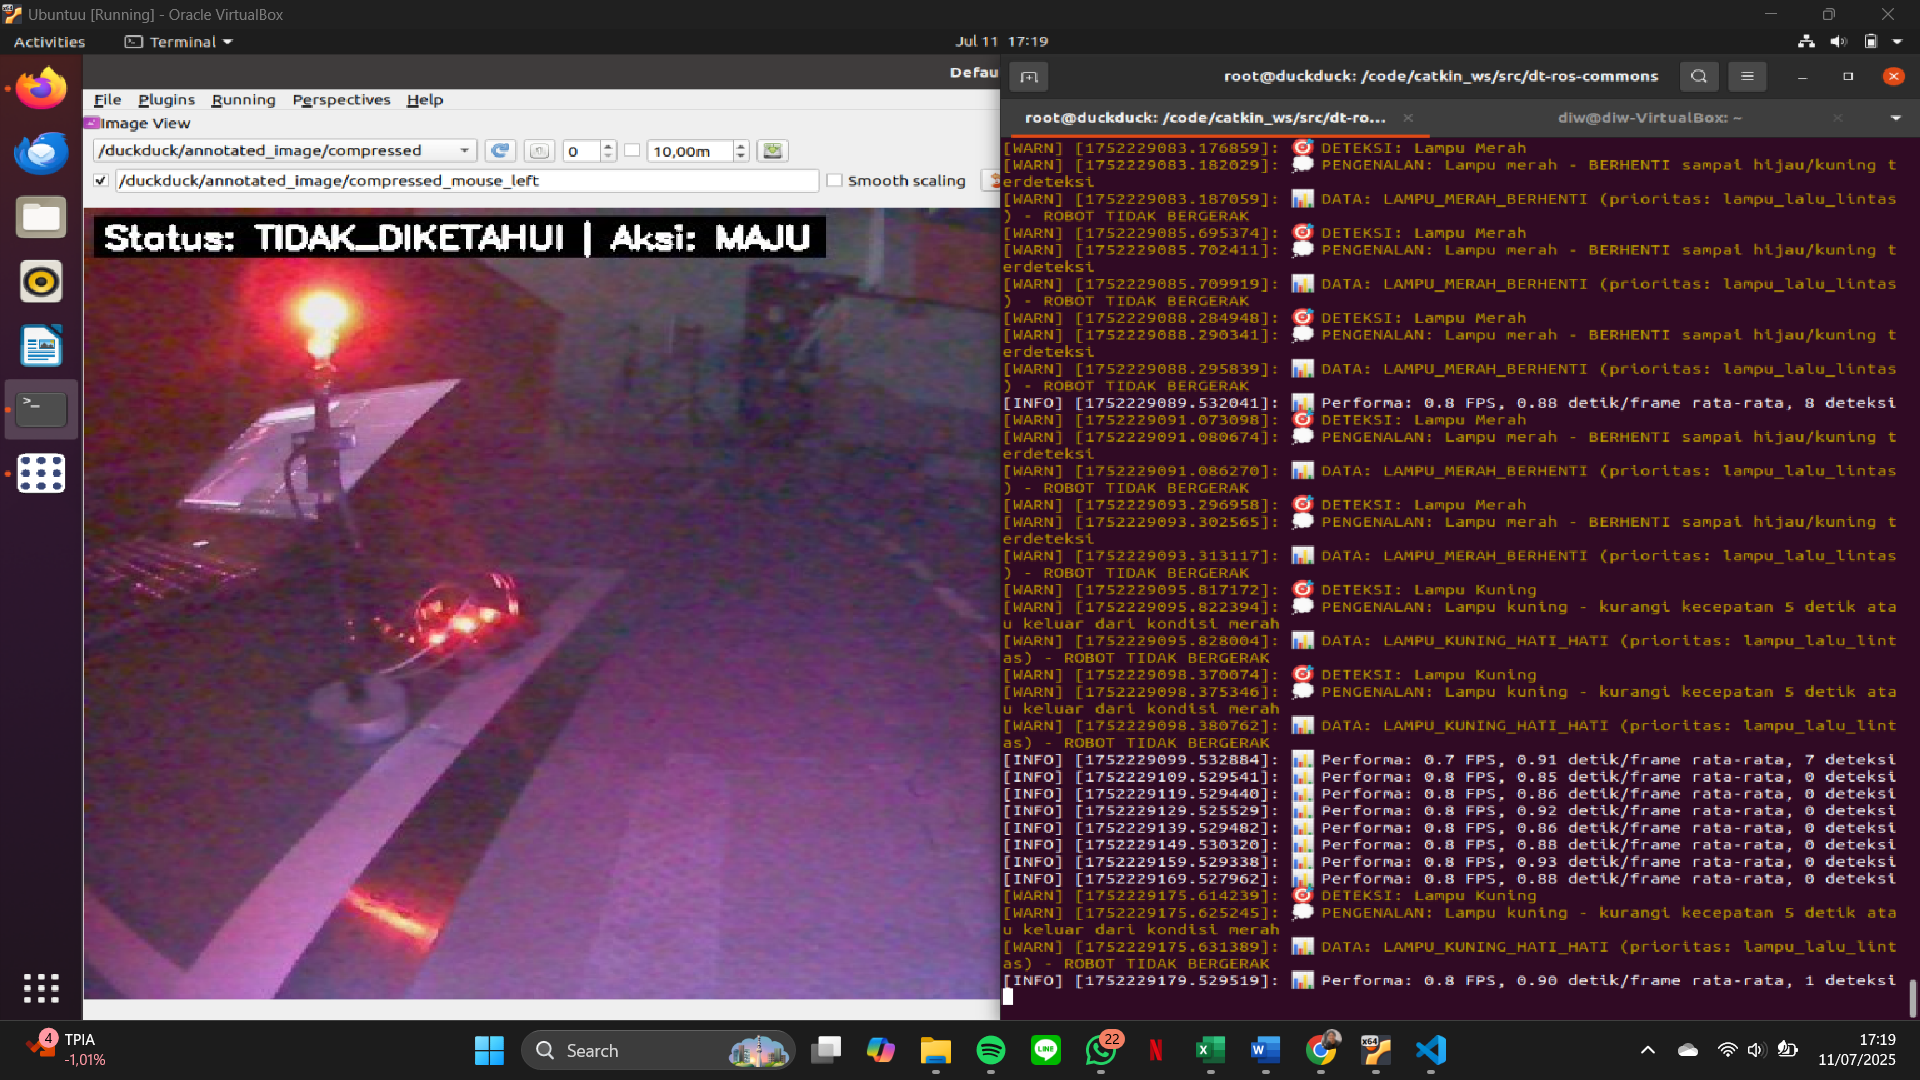 Ubuntuu [Running] - Oracle VirtualBox
Activities
Terminal
Jul 11 17:19
Defau
File Plugins Running Perspectives Help
Image View
/duckduck/annotated_image/compressed
0
10,00m
/duckduck/annotated_image/compressed_mouse_left
Smooth scaling
Status: TIDAK_DIKETAHUI | Aksi: MAJU
root@duckduck: /code/catkin_ws/src/dt-ros-commons
root@duckduck: /code/catkin_ws/src/dt-ro...
diw@diw-VirtualBox: ~
[WARN] [1752229083.176859]: 🎯 DETEKSI: Lampu Merah
[WARN] [1752229083.182029]: 💭 PENGENALAN: Lampu merah - BERHENTI sampai hijau/kuning t
erdeteksi
[WARN] [1752229083.187059]: 📊 DATA: LAMPU_MERAH_BERHENTI (prioritas: lampu_lalu_lintas
) - ROBOT TIDAK BERGERAK
[WARN] [1752229085.695374]: 🎯 DETEKSI: Lampu Merah
[WARN] [1752229085.702411]: 💭 PENGENALAN: Lampu merah - BERHENTI sampai hijau/kuning t
erdeteksi
[WARN] [1752229085.709919]: 📊 DATA: LAMPU_MERAH_BERHENTI (prioritas: lampu_lalu_lintas
) - ROBOT TIDAK BERGERAK
[WARN] [1752229088.284948]: 🎯 DETEKSI: Lampu Merah
[WARN] [1752229088.290341]: 💭 PENGENALAN: Lampu merah - BERHENTI sampai hijau/kuning t
erdeteksi
[WARN] [1752229088.295839]: 📊 DATA: LAMPU_MERAH_BERHENTI (prioritas: lampu_lalu_lintas
) - ROBOT TIDAK BERGERAK
[INFO] [1752229089.532041]: 📊 Performa: 0.8 FPS, 0.88 detik/frame rata-rata, 8 deteksi
[WARN] [1752229091.073098]: 🎯 DETEKSI: Lampu Merah
[WARN] [1752229091.080674]: 💭 PENGENALAN: Lampu merah - BERHENTI sampai hijau/kuning t
erdeteksi
[WARN] [1752229091.086270]: 📊 DATA: LAMPU_MERAH_BERHENTI (prioritas: lampu_lalu_lintas
) - ROBOT TIDAK BERGERAK
[WARN] [1752229093.296958]: 🎯 DETEKSI: Lampu Merah
[WARN] [1752229093.302565]: 💭 PENGENALAN: Lampu merah - BERHENTI sampai hijau/kuning t
erdeteksi
[WARN] [1752229093.313117]: 📊 DATA: LAMPU_MERAH_BERHENTI (prioritas: lampu_lalu_lintas
) - ROBOT TIDAK BERGERAK
[WARN] [1752229095.817172]: 🎯 DETEKSI: Lampu Kuning
[WARN] [1752229095.822394]: 💭 PENGENALAN: Lampu kuning - kurangi kecepatan 5 detik ata
u keluar dari kondisi merah
[WARN] [1752229095.828004]: 📊 DATA: LAMPU_KUNING_HATI_HATI (prioritas: lampu_lalu_lint
as) - ROBOT TIDAK BERGERAK
[WARN] [1752229098.370074]: 🎯 DETEKSI: Lampu Kuning
[WARN] [1752229098.375346]: 💭 PENGENALAN: Lampu kuning - kurangi kecepatan 5 detik ata
u keluar dari kondisi merah
[WARN] [1752229098.380762]: 📊 DATA: LAMPU_KUNING_HATI_HATI (prioritas: lampu_lalu_lint
as) - ROBOT TIDAK BERGERAK
[INFO] [1752229099.532884]: 📊 Performa: 0.7 FPS, 0.91 detik/frame rata-rata, 7 deteksi
[INFO] [1752229109.529541]: 📊 Performa: 0.8 FPS, 0.85 detik/frame rata-rata, 0 deteksi
[INFO] [1752229119.529440]: 📊 Performa: 0.8 FPS, 0.86 detik/frame rata-rata, 0 deteksi
[INFO] [1752229129.525529]: 📊 Performa: 0.8 FPS, 0.92 detik/frame rata-rata, 0 deteksi
[INFO] [1752229139.529482]: 📊 Performa: 0.8 FPS, 0.86 detik/frame rata-rata, 0 deteksi
[INFO] [1752229149.530320]: 📊 Performa: 0.8 FPS, 0.88 detik/frame rata-rata, 0 deteksi
[INFO] [1752229159.529338]: 📊 Performa: 0.8 FPS, 0.93 detik/frame rata-rata, 0 deteksi
[INFO] [1752229169.527962]: 📊 Performa: 0.8 FPS, 0.88 detik/frame rata-rata, 0 deteksi
[WARN] [1752229175.614239]: 🎯 DETEKSI: Lampu Kuning
[WARN] [1752229175.625245]: 💭 PENGENALAN: Lampu kuning - kurangi kecepatan 5 detik ata
u keluar dari kondisi merah
[WARN] [1752229175.631389]: 📊 DATA: LAMPU_KUNING_HATI_HATI (prioritas: lampu_lalu_lint
as) - ROBOT TIDAK BERGERAK
[INFO] [1752229179.529519]: 📊 Performa: 0.8 FPS, 0.90 detik/frame rata-rata, 1 deteksi
4
TPIA
-1,01%
Search
LINE
22
N
X
W
x64
17:19
11/07/2025